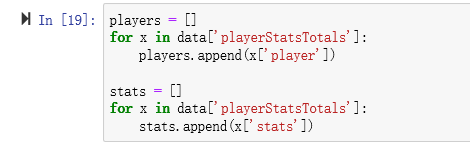 In [19]: players = []
for x in data['playerStatsTotals']:
    players.append(x['player'])

stats = []
for x in data['playerStatsTotals']:
    stats.append(x['stats'])